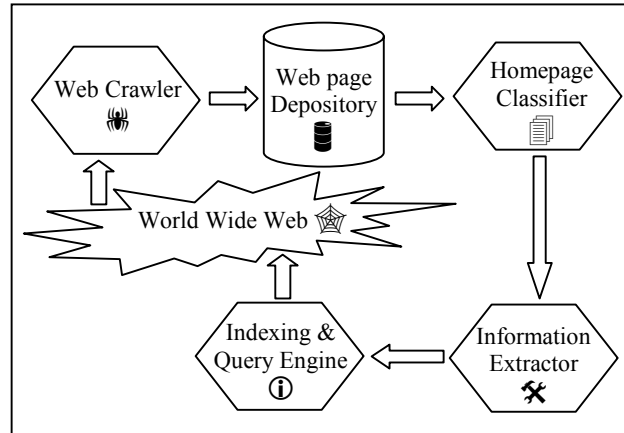 Web Crawler
Web page
Depository
Homepage
Classifier
World Wide Web
Indexing &
Query Engine
Information
Extractor